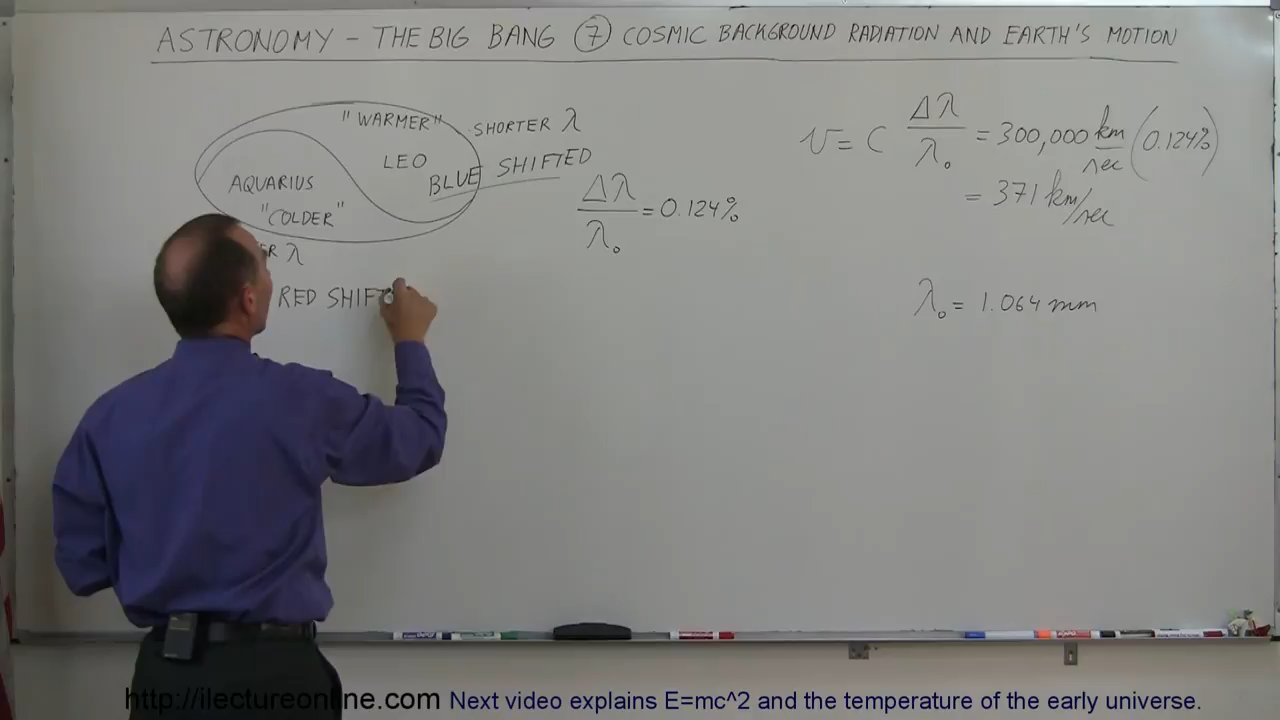 ASTRONOMY - THE BIG BANG ⑦ COSMIC BACKGROUND RADIATION AND EARTH'S MOTION
"WARMER"
SHORTER λ
LEO
BLUE SHIFTED
AQUARIUS
"COLDER"
ER λ
RED SHIFT
Δλ/λ₀ = 0.124%
v = C Δλ/λ₀ = 300,000 km/sec (0.124%)
= 371 km/sec
λ₀ = 1.064 mm
http://ilectureonline.com Next video explains E=mc^2 and the temperature of the early universe.